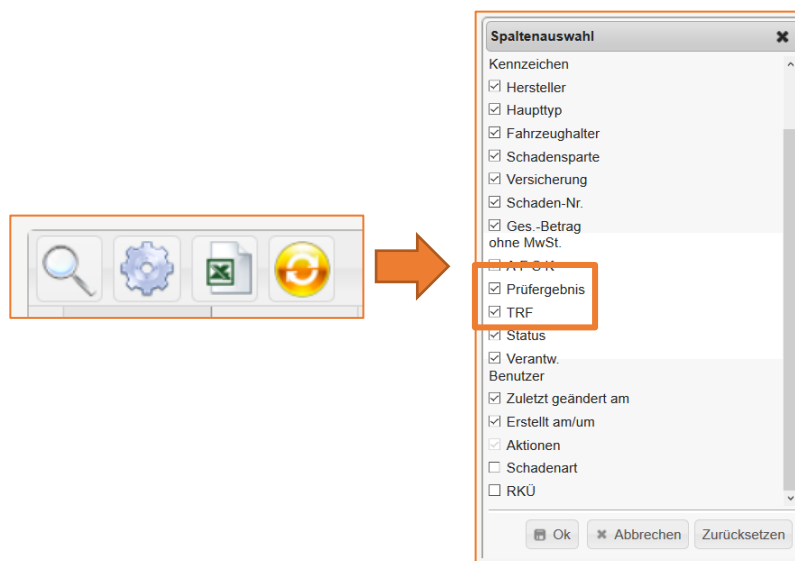 Spaltenauswahl
Kennzeichen
Hersteller
Haupttyp
Fahrzeughalter
Schadensparte
Versicherung
Schaden-Nr.
Ges.-Betrag
ohne MwSt.
Prüfergebnis
TRF
Status
Verantw.
Benutzer
Zuletzt geändert am
Erstellt am/um
Aktionen
Schadenart
RKÜ
Ok Abbrechen Zurücksetzen